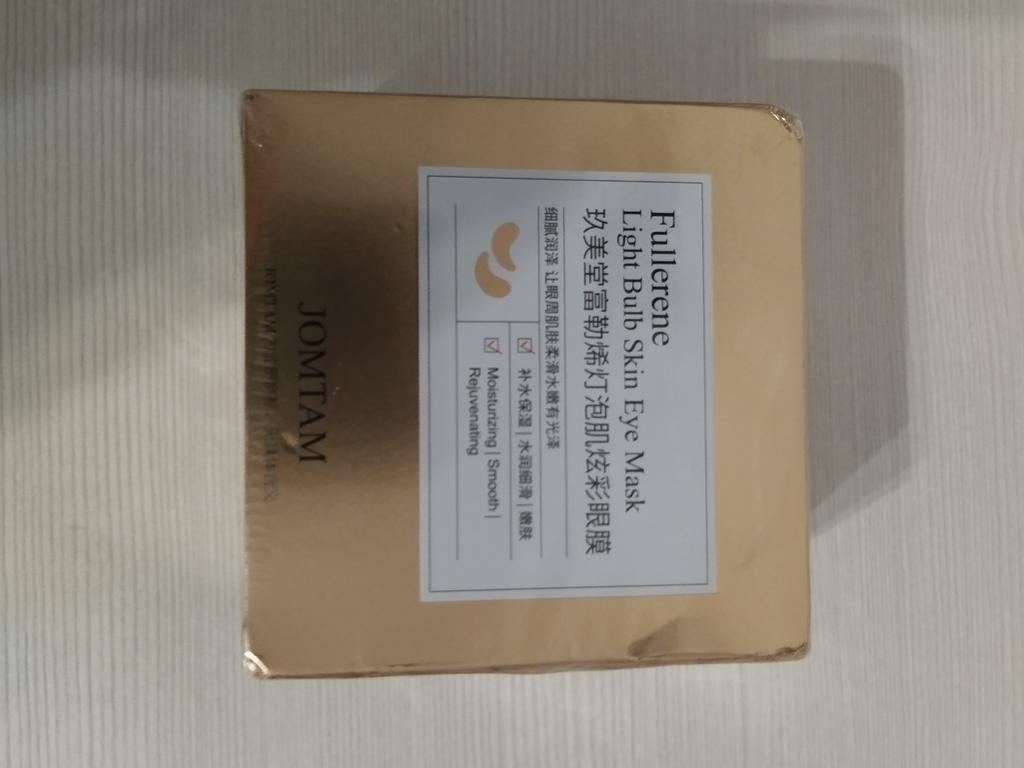 Fullerene
Light Bulb Skin Eye Mask
玖美堂富勒烯灯泡肌炫彩眼膜
细腻润泽 让眼周肌肤柔滑水嫩有光泽
补水保湿 | 水润细滑 | 嫩肤
Moisturizing | Smooth |
Rejuvenating
JOMTAM
JOMTAM